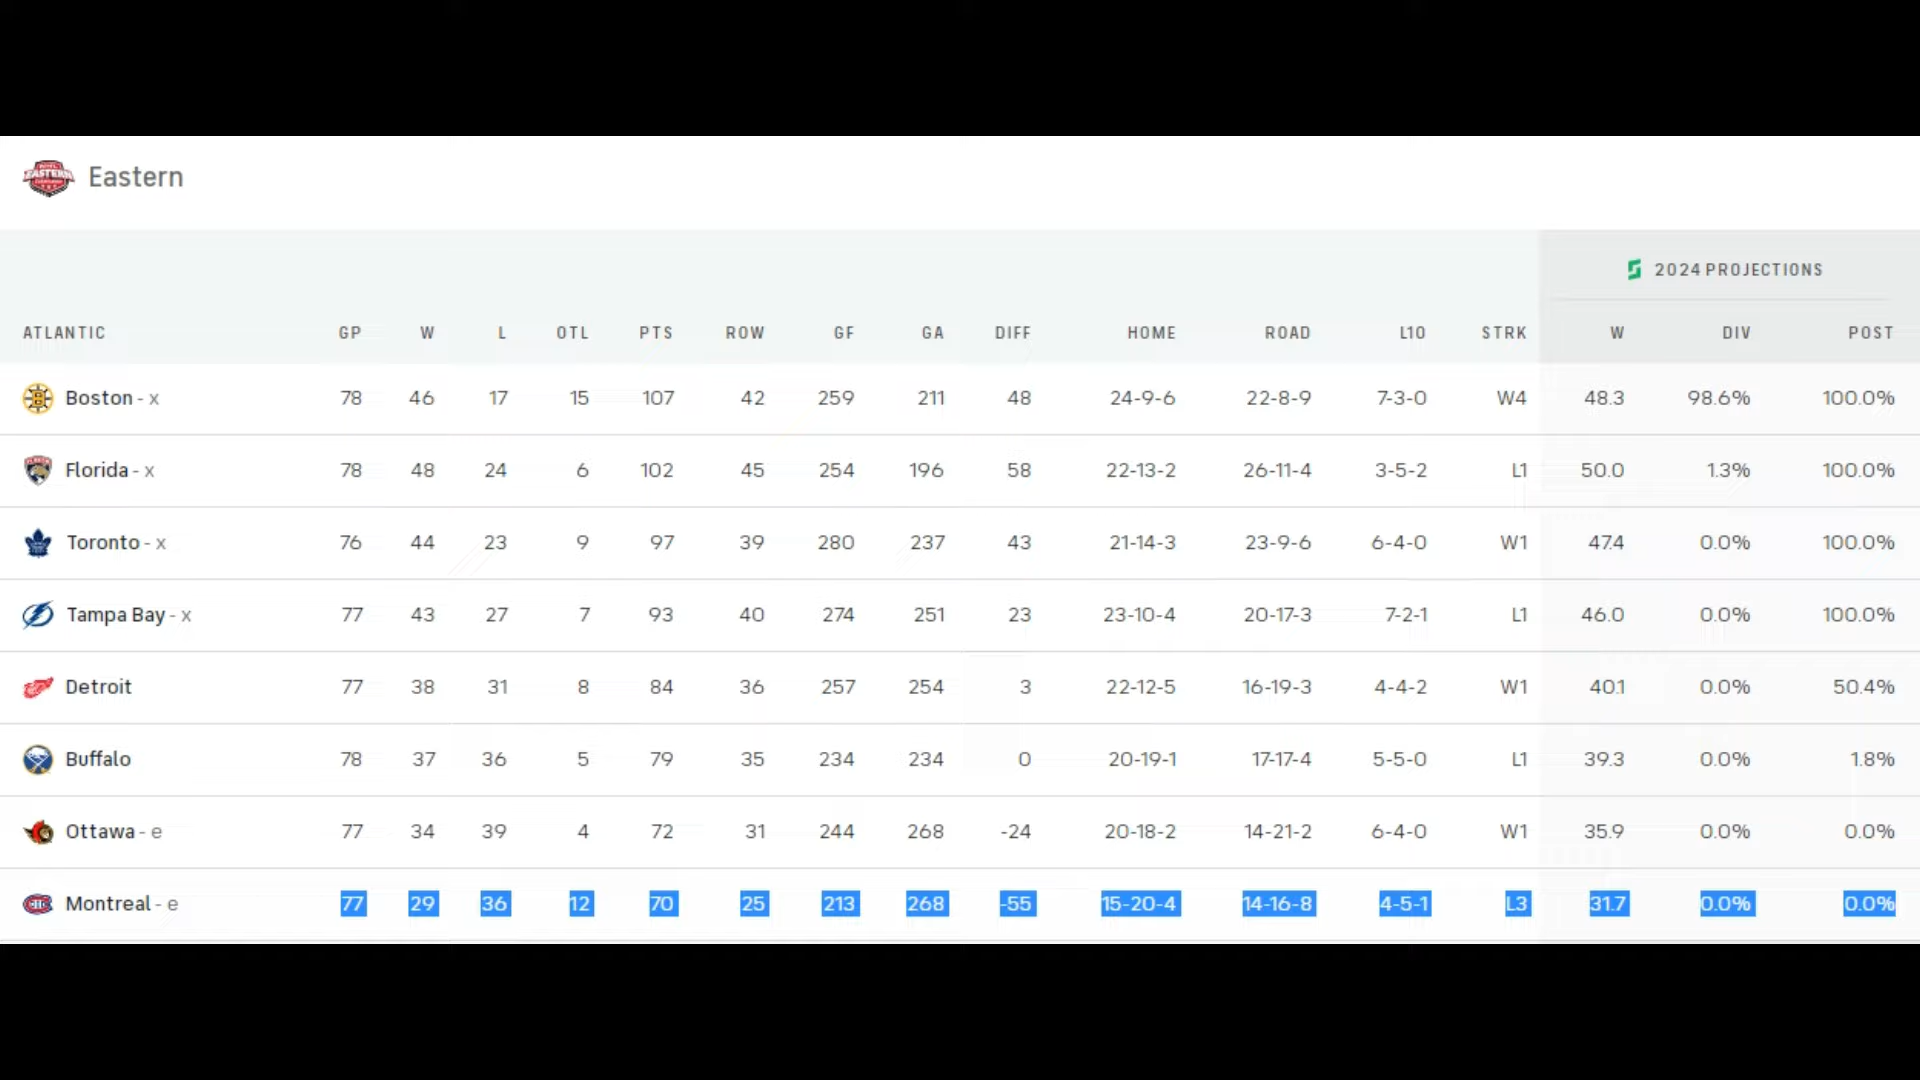 Eastern
2024 PROJECTIONS
ATLANTIC GP W L OTL PTS ROW GF GA DIFF HOME ROAD L10 STRK W DIV POST
Boston - x 78 46 17 15 107 42 259 211 48 24-9-6 22-8-9 7-3-0 W4 48.3 98.6% 100.0%
Florida - x 78 48 24 6 102 45 254 196 58 22-13-2 26-11-4 3-5-2 L1 50.0 1.3% 100.0%
Toronto - x 76 44 23 9 97 39 280 237 43 21-14-3 23-9-6 6-4-0 W1 47.4 0.0% 100.0%
Tampa Bay - x 77 43 27 7 93 40 274 251 23 23-10-4 20-17-3 7-2-1 L1 46.0 0.0% 100.0%
Detroit 77 38 31 8 84 36 257 254 3 22-12-5 16-19-3 4-4-2 W1 40.1 0.0% 50.4%
Buffalo 78 37 36 5 79 35 234 234 0 20-19-1 17-17-4 5-5-0 L1 39.3 0.0% 1.8%
Ottawa - e 77 34 39 4 72 31 244 268 -24 20-18-2 14-21-2 6-4-0 W1 35.9 0.0% 0.0%
Montreal - e 77 29 36 12 70 25 213 268 -55 15-20-4 14-16-8 4-5-1 L3 31.7 0.0% 0.0%